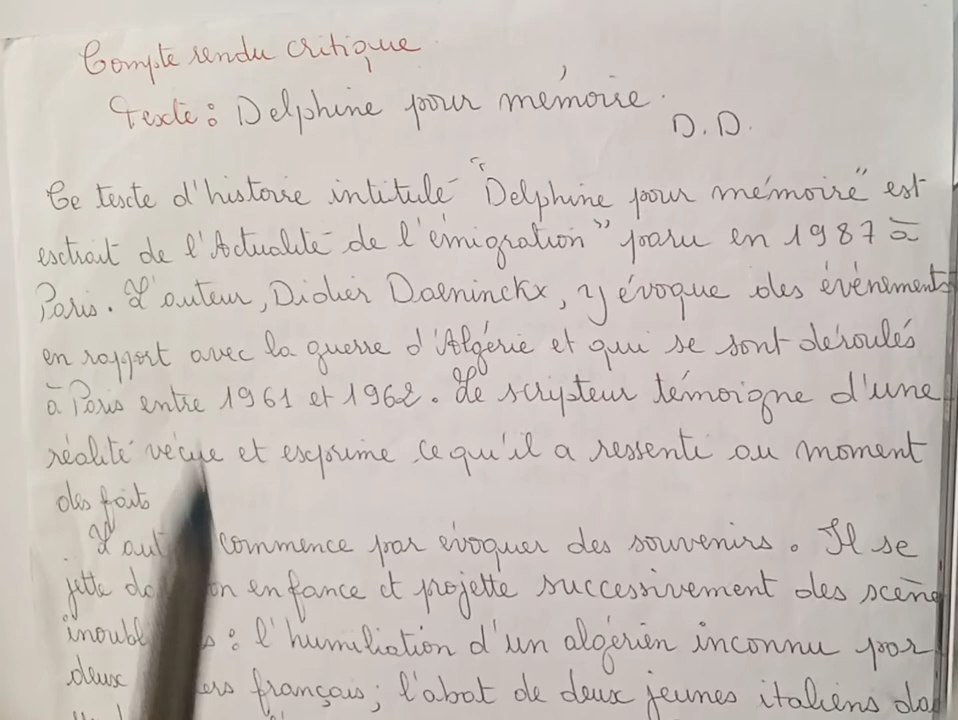 Compte rendu critique
Texte : Delphine pour mémoire.
D.D.
Ce texte d'histoire intitulé "Delphine pour mémoire" est
extrait de l'Actualité de l'émigration" paru en 1987 à
Paris. L'auteur, Didier Daeninckx, y évoque des événements
en rapport avec la guerre d'Algérie et qui se sont déroulés
à Paris entre 1961 et 1962. Le scripteur témoigne d'une
réalité vécue et exprime ce qu'il a ressenti au moment
des faits
L'aut commence par évoquer des souvenirs. Il se
jette enfance et projette successivement des scène
: l'humiliation d'un algérien inconnu par
deux français ; l'abat de deux jeunes italiens da